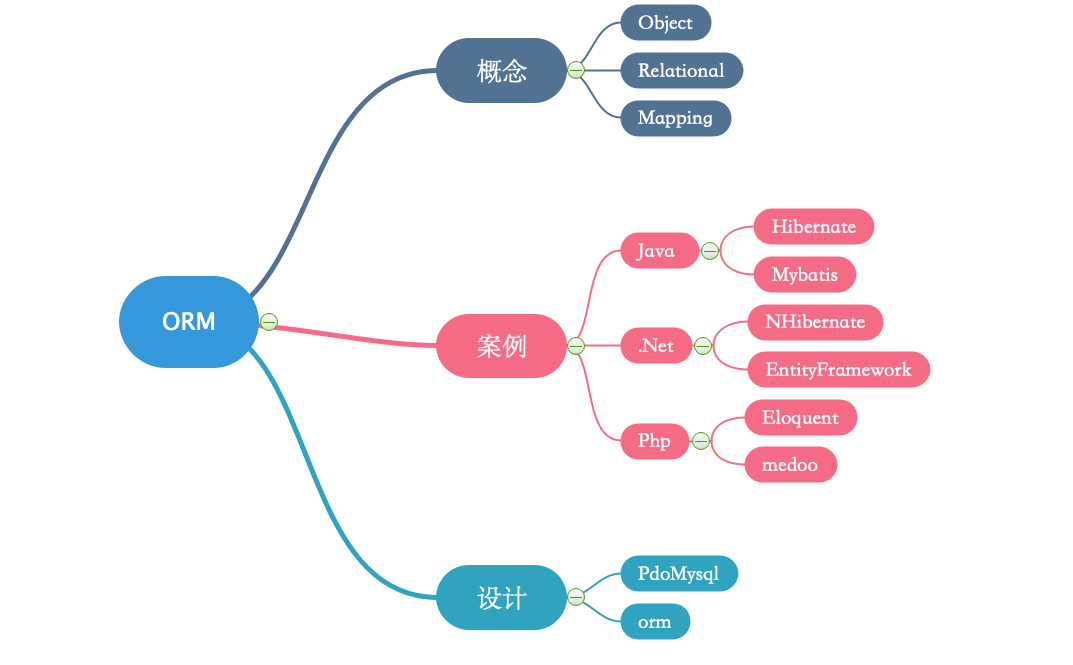 ORM
概念
Object
Relational
Mapping
案例
Java
Hibernate
Mybatis
.Net
NHibernate
EntityFramework
Php
Eloquent
medoo
设计
PdoMysql
orm